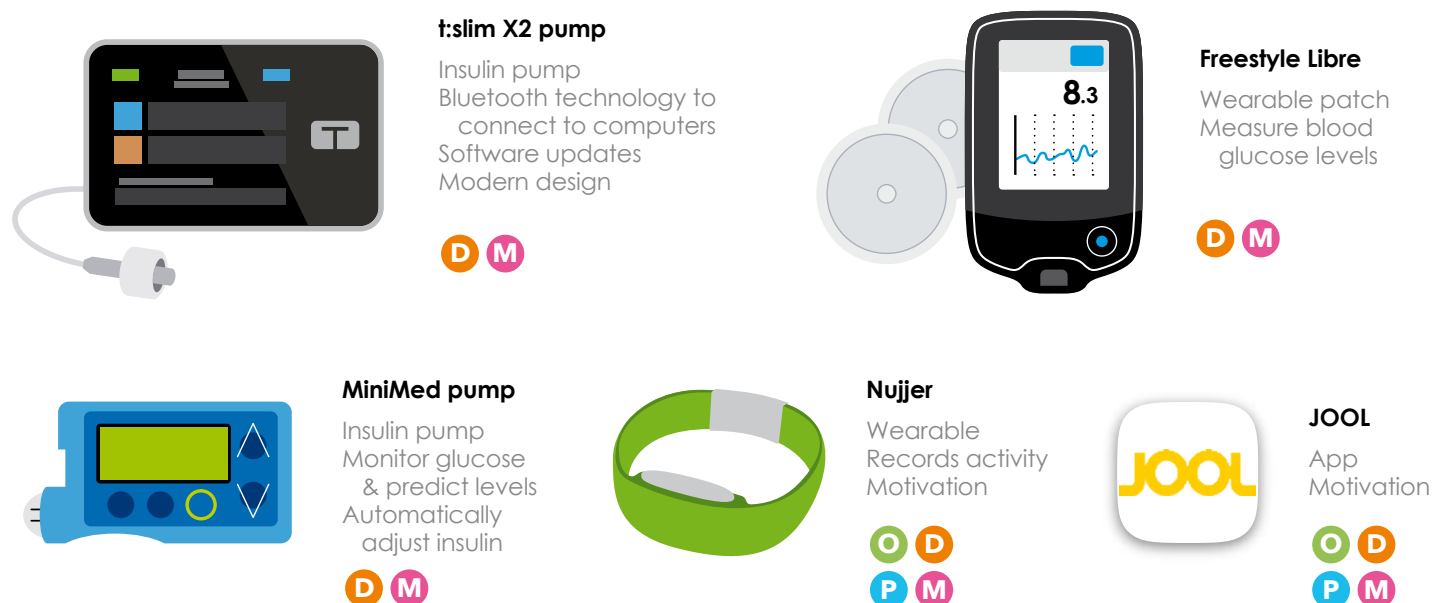 t:slim X2 pump
Insulin pump
Bluetooth technology to
connect to computers
Software updates
Modern design
D M
T
8.3
Freestyle Libre
Wearable patch
Measure blood
glucose levels
D M
MiniMed pump
Insulin pump
Monitor glucose
& predict levels
Automatically
adjust insulin
D M
Nujjer
Wearable
Records activity
Motivation
O D
P M
JOOL
JOOL
App
Motivation
O D
P M